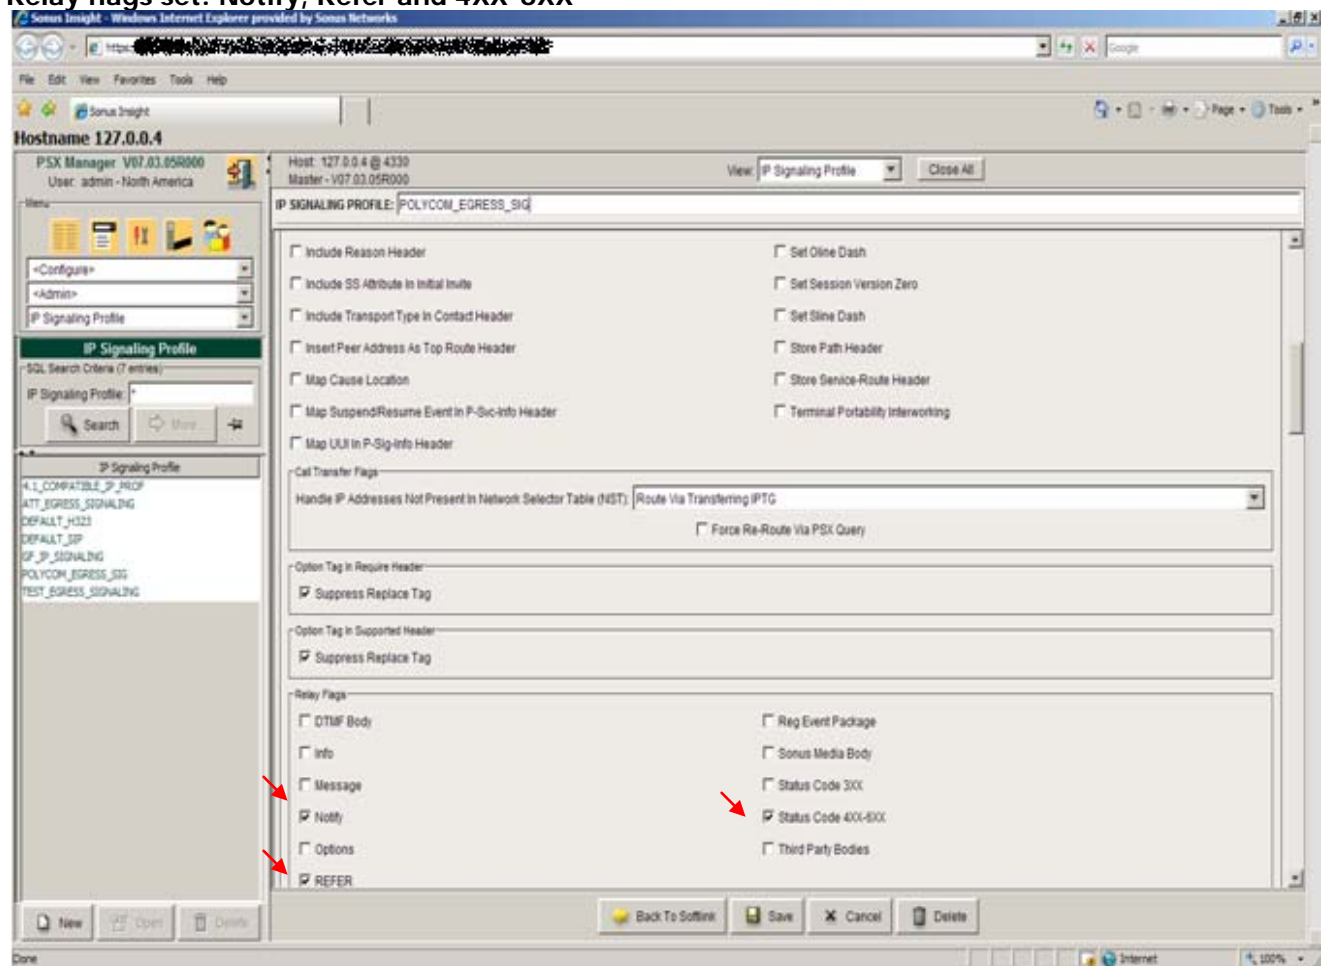 Relay flags set: Notify, Refer and 4XX-6XX
Sonus Insight - Windows Internet Explorer provided by Sonus Networks
Google
File Edit View Favorites Tools Help
Sonus Insight
Page Tools
Hostname 127.0.0.4
PSX Manager V07.03.05R000
User: admin - North America
Host: 127.0.0.4 @ 4330
Master - V07.03.05R000
View: IP Signaling Profile Close All
Menu
IP SIGNALING PROFILE: POLYCOM_EGRESS_SIG
<Configure>
<Admin>
IP Signaling Profile
IP Signaling Profile
SQL Search Criteria (7 entries)
IP Signaling Profile: *
Search More
IP Signaling Profile
4.1_COMPATIBLE_IP_PROF
ATT_EGRESS_SIGNALING
DEFAULT_H323
DEFAULT_SIP
GF_IP_SIGNALING
POLYCOM_EGRESS_SIG
TEST_EGRESS_SIGNALING
New Open Delete
Include Reason Header Set Oline Dash
Include SS Attribute In Initial Invite Set Session Version Zero
Include Transport Type In Contact Header Set Sline Dash
Insert Peer Address As Top Route Header Store Path Header
Map Cause Location Store Service-Route Header
Map Suspend/Resume Event In P-Svc-Info Header Terminal Portability Interworking
Map UUI In P-Sig-Info Header
Call Transfer Flags
Handle IP Addresses Not Present In Network Selector Table (NST): Route Via Transferring IPTG
Force Re-Route Via PSX Query
Option Tag In Require Header
Suppress Replace Tag
Option Tag In Supported Header
Suppress Replace Tag
Relay Flags
DTMF Body Reg Event Package
Info Sonus Media Body
Message Status Code 3XX
Notify Status Code 4XX-6XX
Options Third Party Bodies
REFER
Back To Softlink Save Cancel Delete
Done Internet 100%